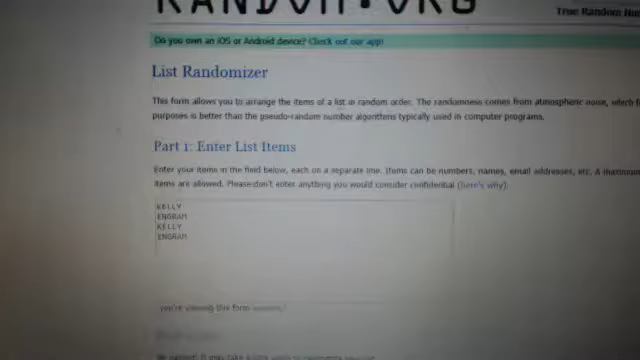 RANDOM.ORG
True Random Nu
Do you own an iOS or Android device? Check out our app!
List Randomizer
This form allows you to arrange the items of a list in random order. The randomness comes from atmospheric noise, which f
purposes is better than the pseudo-random number algorithms typically used in computer programs.
Part 1: Enter List Items
Enter your items in the field below, each on a separate line. Items can be numbers, names, email addresses, etc. A maximum
items are allowed. Please don't enter anything you would consider confidential (here's why).
KELLY
ENGRAM
KELLY
ENGRAM
you're viewing this form